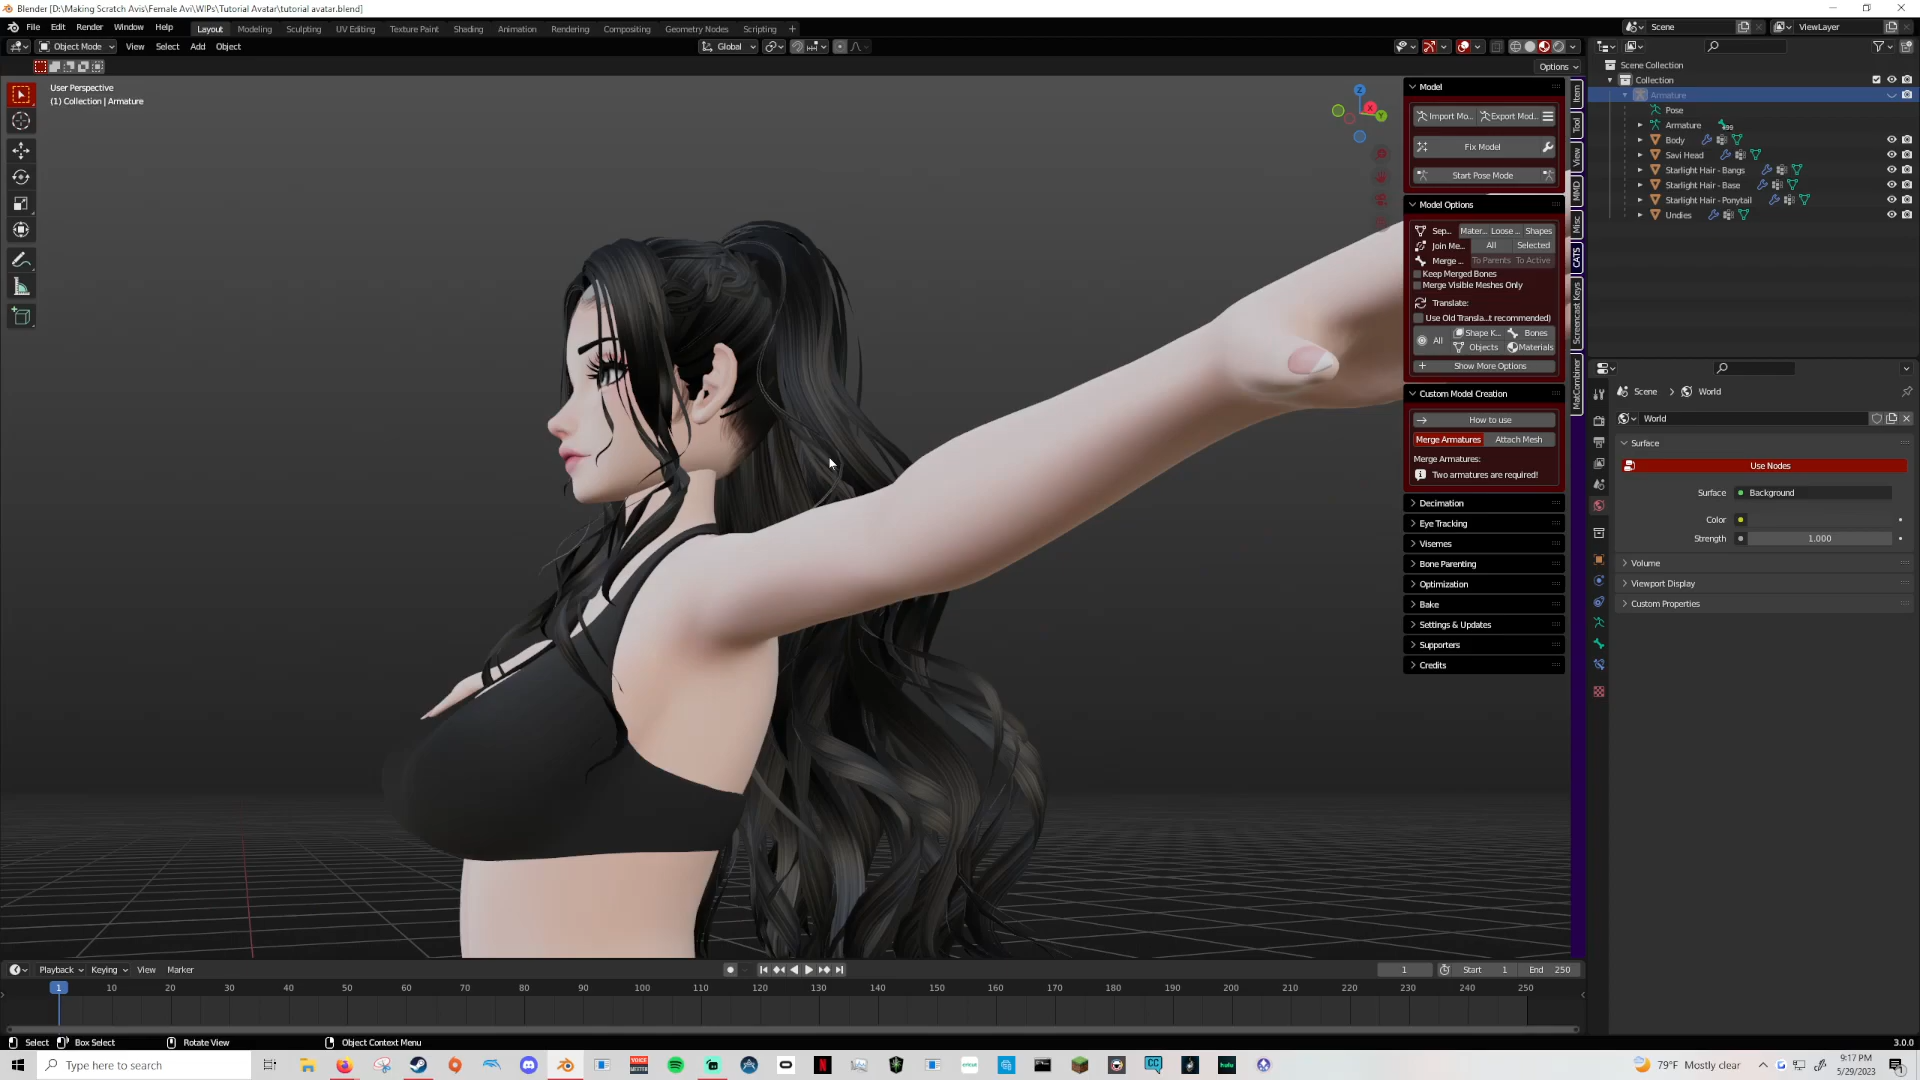 Blender [D:\Making Scratch Avis\Female Avi\WIPs\Tutorial Avatar\tutorial avatar.blend]
File Edit Render Window Help Layout Modeling Sculpting UV Editing Texture Paint Shading Animation Rendering Compositing Geometry Nodes Scripting +
Scene ViewLayer
Object Mode View Select Add Object Global
Options
User Perspective
(1) Collection | Armature
Z
X
Y
Model
Import Mo... Export Mod...
Fix Model
Start Pose Mode
Model Options
Sep... Mater... Loose ... Shapes
Join Me... All Selected
Merge ... To Parents To Active
Keep Merged Bones
Merge Visible Meshes Only
Translate:
Use Old Transla...t recommended)
All Shape K... Bones
Objects Materials
Show More Options
Custom Model Creation
How to use
Merge Armatures Attach Mesh
Merge Armatures:
Two armatures are required!
Decimation
Eye Tracking
Visemes
Bone Parenting
Optimization
Bake
Settings & Updates
Supporters
Credits
Item
Tool
View
MMD
Misc
CATS
Screencast Keys
MatCombiner
Scene Collection
Collection
Armature
Pose
Armature
Body
Savi Head
Starlight Hair - Bangs
Starlight Hair - Base
Starlight Hair - Ponytail
Undies
Scene World
World
Surface
Use Nodes
Surface Background
Color
Strength 1.000
Volume
Viewport Display
Custom Properties
Playback Keying View Marker 1 Start 1 End 250
1 10 20 30 40 50 60 70 80 90 100 110 120 130 140 150 160 170 180 190 200 210 220 230 240 250
Select Box Select Rotate View Object Context Menu 3.0.0
Type here to search
79°F Mostly clear
9:17 PM
5/29/2023